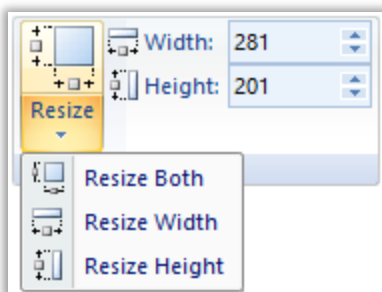 Width: 281
Height: 201
Resize
Resize Both
Resize Width
Resize Height